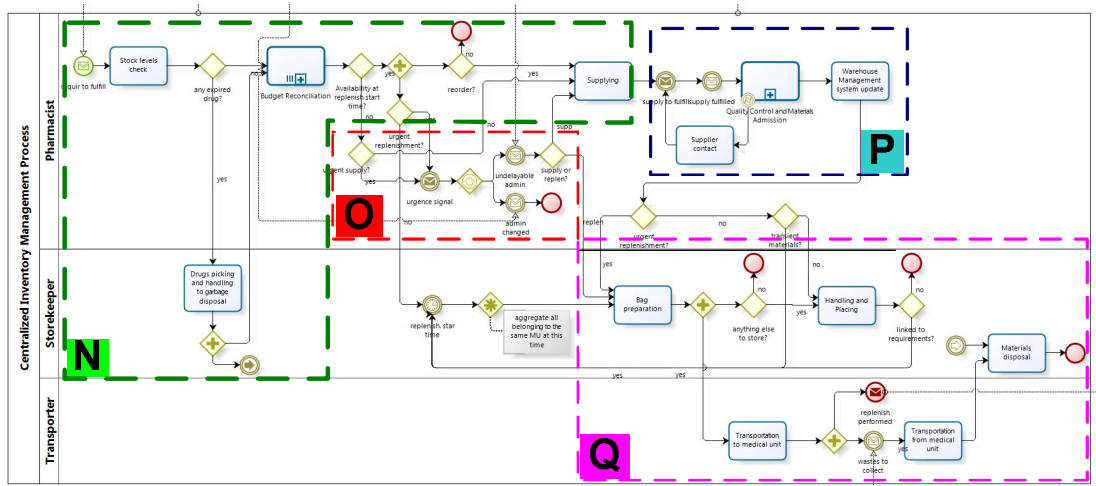 Centralized Inventory Management Process
Pharmacist
Storekeeper
Transporter
equir to fulfill
Stock levels
check
any expired
drug?
no
Budget Reconciliation
Availability at
replenish start
time?
yes
no
reorder?
yes
no
Supplying
supply to fulfill
supply fulfilled
Quality Control and Materials
Admission
Warehouse
Management
system update
Supplier
contact
P
urgent
replenishment?
yes
no
no
supp
urgent supply?
yes
urgence signal
undelayable
admin
supply or
replen?
admin
changed
O
no
replen
yes
urgent
replenishment?
no
transient
materials?
no
yes
Drugs picking
and handling
to garbage
disposal
N
replenish. star
time
aggregate all
belonging to the
same MU at this
time
Bag
preparation
yes
no
anything else
to store?
yes
Handling and
Placing
no
linked to
requirements?
Materials
disposal
yes
yes
Q
Transportation
to medical unit
replenish
performed
wastes to
collect
yes
Transportation
from medical
unit